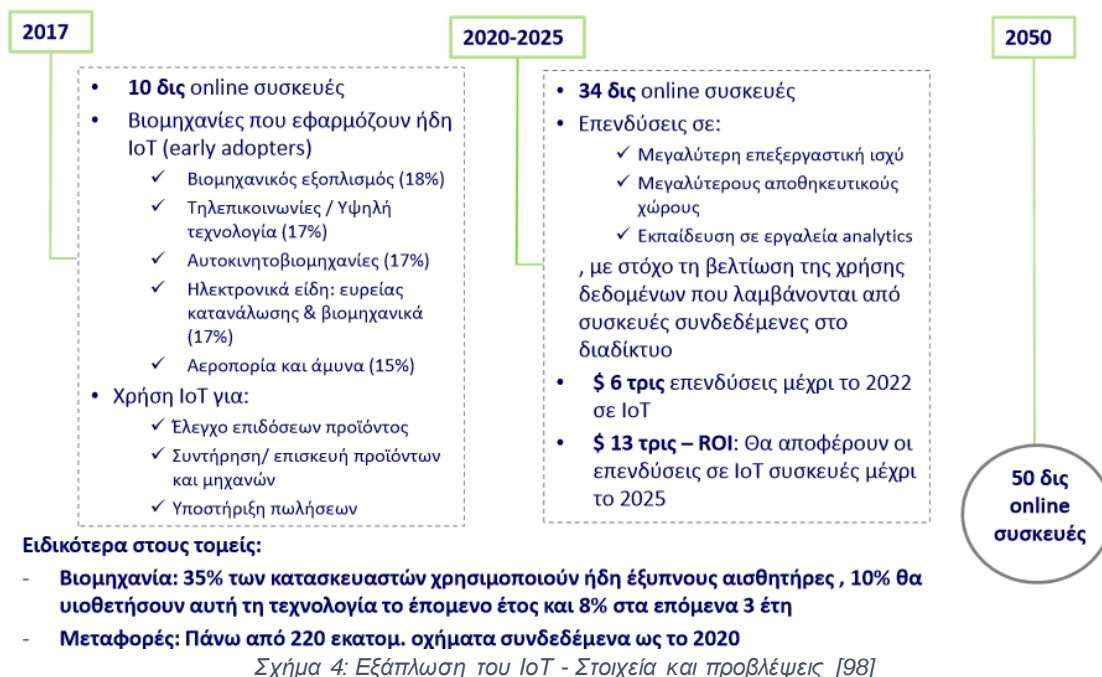 2017
10 δις online συσκευές
Βιομηχανίες που εφαρμόζουν ήδη
IoT (early adopters)
✓ Βιομηχανικός εξοπλισμός (18%)
✓ Τηλεπικοινωνίες / Υψηλή
τεχνολογία (17%)
✓ Αυτοκινητοβιομηχανίες (17%)
✓ Ηλεκτρονικά είδη: ευρείας
κατανάλωσης & βιομηχανικά
(17%)
✓ Αεροπορία και άμυνα (15%)
Χρήση IoT για:
✓ Έλεγχο επιδόσεων προϊόντος
✓ Συντήρηση/ επισκευή προϊόντων
και μηχανών
✓ Υποστήριξη πωλήσεων
2020-2025
34 δις online συσκευές
Επενδύσεις σε:
✓ Μεγαλύτερη επεξεργαστική ισχύ
✓ Μεγαλύτερους αποθηκευτικούς
χώρους
✓ Εκπαίδευση σε εργαλεία analytics
, με στόχο τη βελτίωση της χρήσης
δεδομένων που λαμβάνονται από
συσκευές συνδεδέμενες στο
διαδίκτυο
$ 6 τρις επενδύσεις μέχρι το 2022
σε IoT
$ 13 τρις – ROI: Θα αποφέρουν οι
επενδύσεις σε IoT συσκευές μέχρι
το 2025
2050
50 δις
online
συσκευές
Ειδικότερα στους τομείς:
- Βιομηχανία: 35% των κατασκευαστών χρησιμοποιούν ήδη έξυπνους αισθητήρες , 10% θα
υιοθετήσουν αυτή τη τεχνολογία το έπομενο έτος και 8% στα επόμενα 3 έτη
- Μεταφορές: Πάνω από 220 εκατομ. οχήματα συνδεδέμενα ως το 2020
Σχήμα 4: Εξάπλωση του IoT - Στοιχεία και προβλέψεις [98]